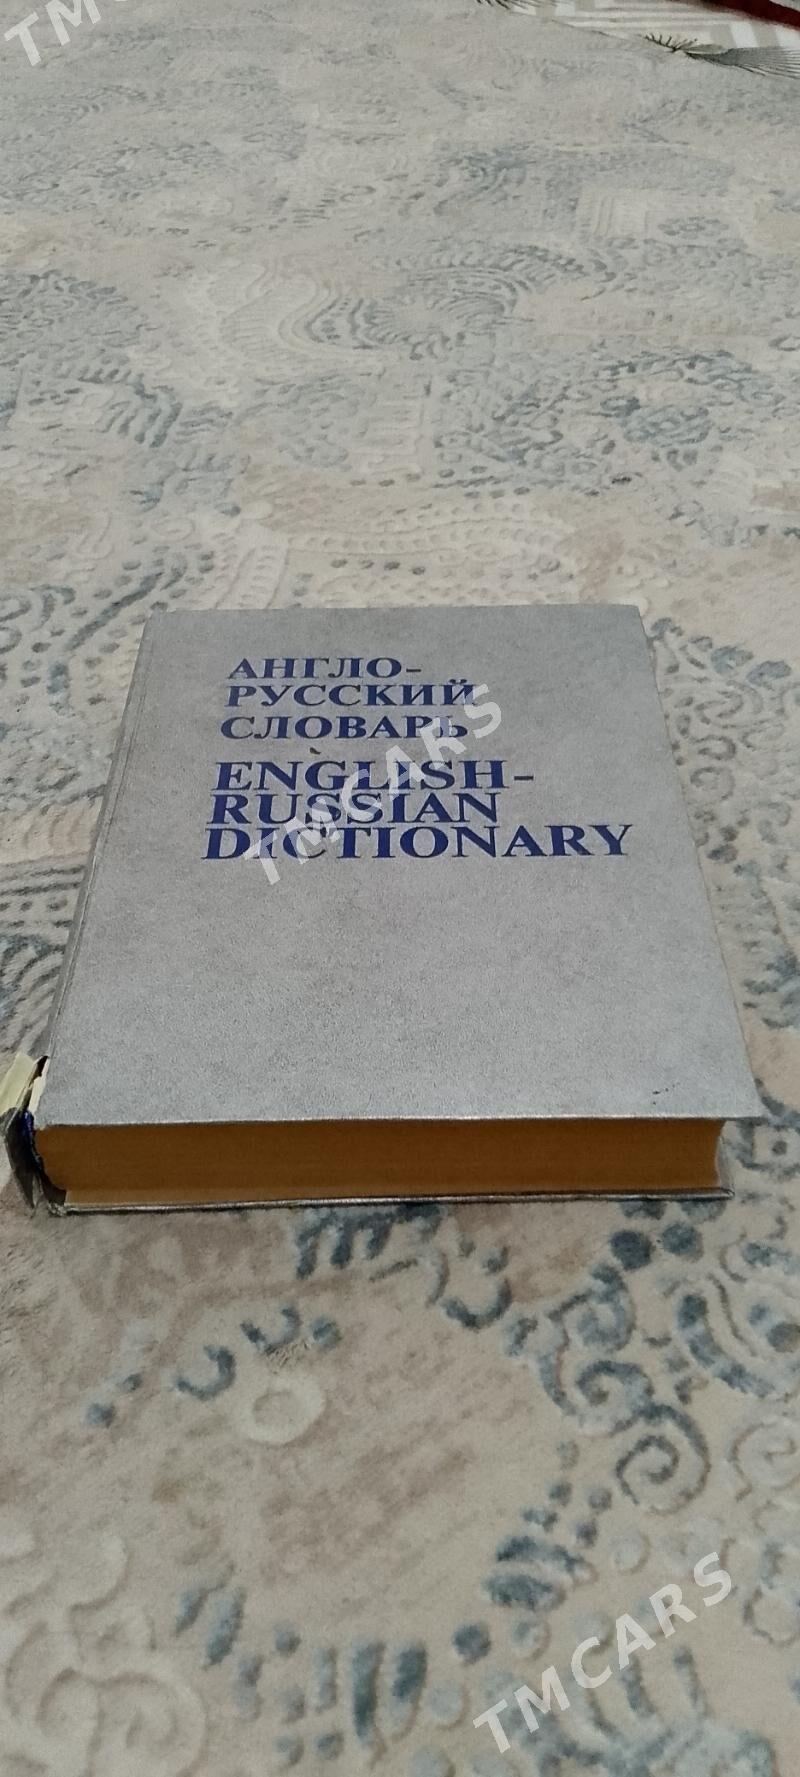 TMCARS
АНГЛО-
РУССКИЙ
СЛОВАРЬ
ENGLISH-
RUSSIAN
DICTIONARY
TMCARS
TMCARS